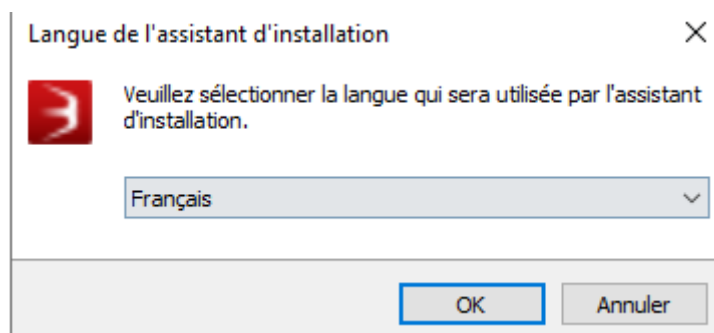 Langue de l'assistant d'installation
Veuillez sélectionner la langue qui sera utilisée par l'assistant
d'installation.
Français
OK
Annuler